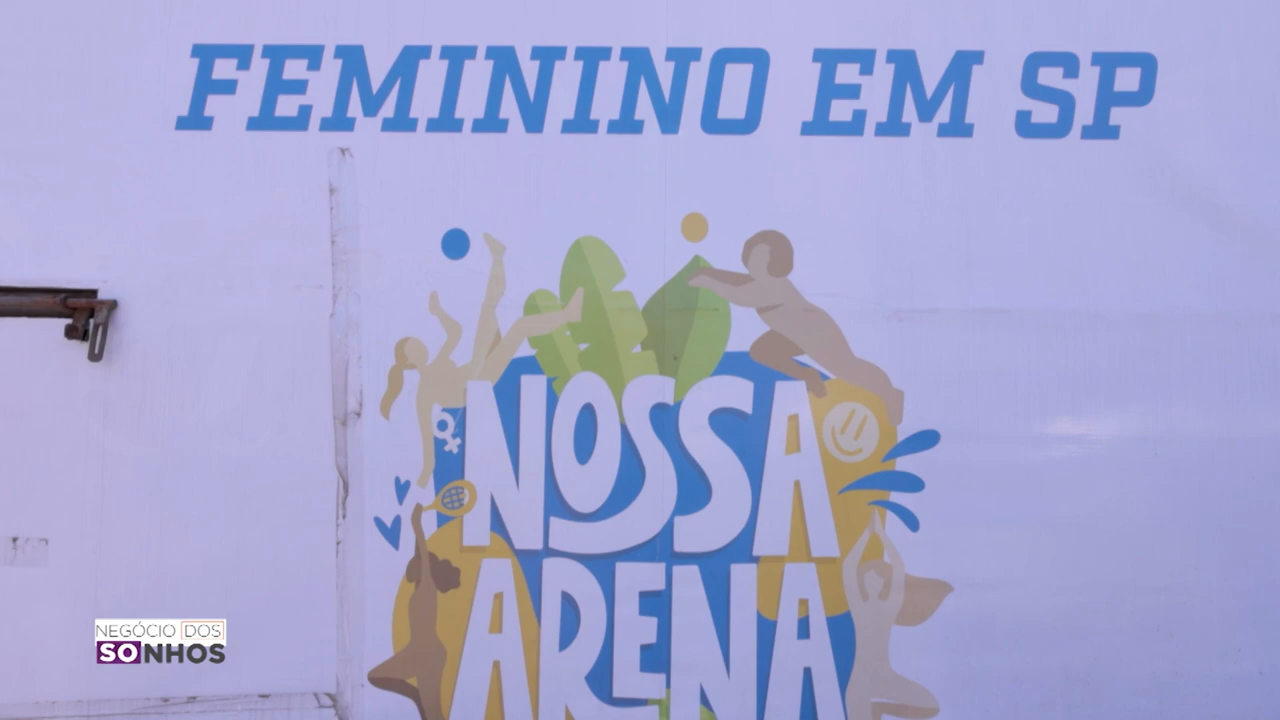 FEMININO EM SP
NOSSA
ARENA
NEGÓCIO DOS
SONHOS